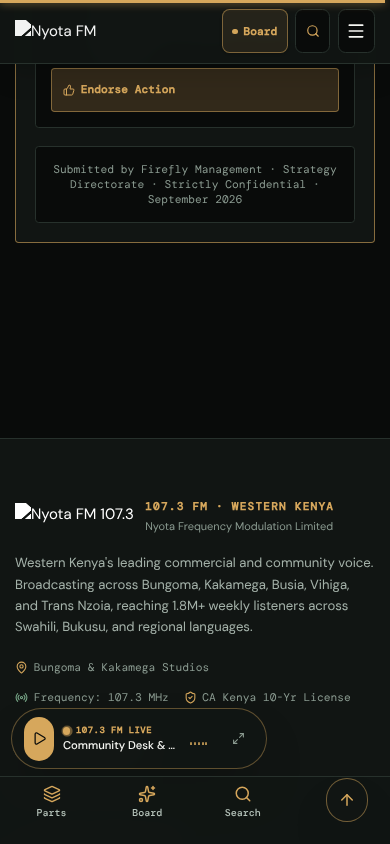 Nyota FM
Board
Endorse Action
Submitted by Firefly Management · Strategy
Directorate · Strictly Confidential ·
September 2026
Nyota FM 107.3
107.3 FM · WESTERN KENYA
Nyota Frequency Modulation Limited
Western Kenya's leading commercial and community voice.
Broadcasting across Bungoma, Kakamega, Busia, Vihiga,
and Trans Nzoia, reaching 1.8M+ weekly listeners across
Swahili, Bukusu, and regional languages.
Bungoma & Kakamega Studios
Frequency: 107.3 MHz
CA Kenya 10-Yr License
107.3 FM LIVE
Community Desk & …
Parts
Board
Search